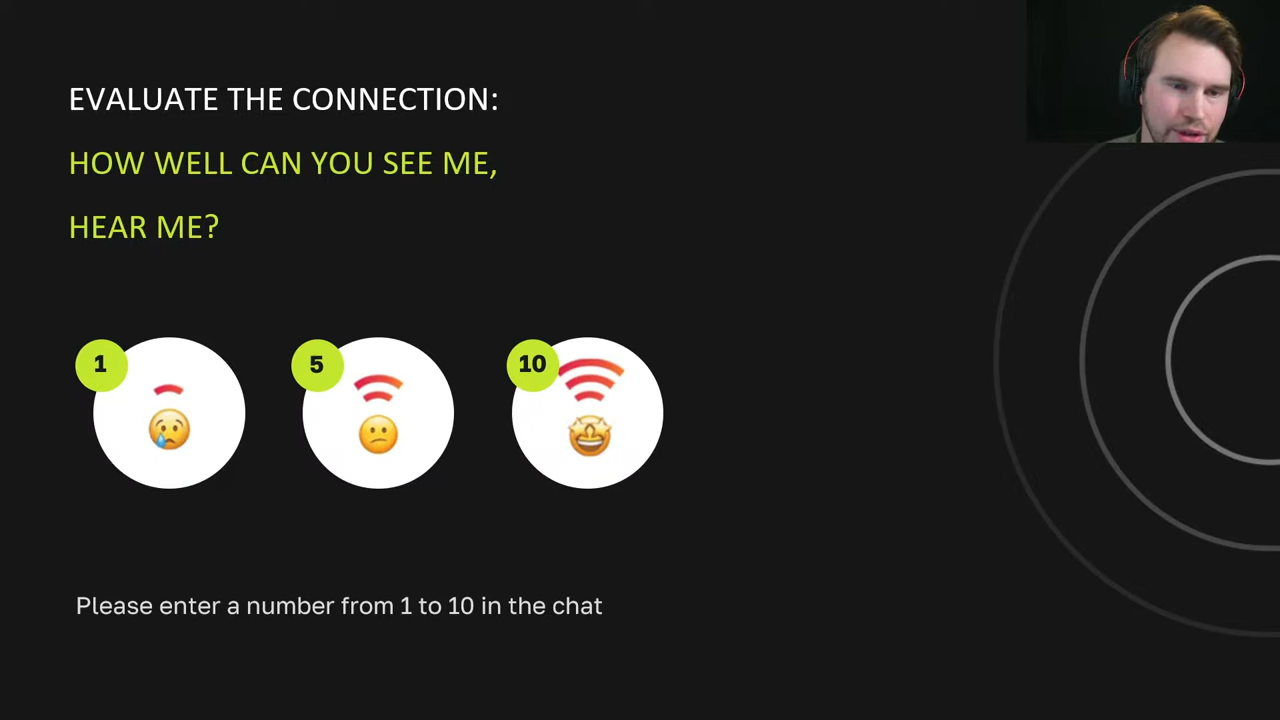 EVALUATE THE CONNECTION:
HOW WELL CAN YOU SEE ME,
HEAR ME?
1
5
10
Please enter a number from 1 to 10 in the chat